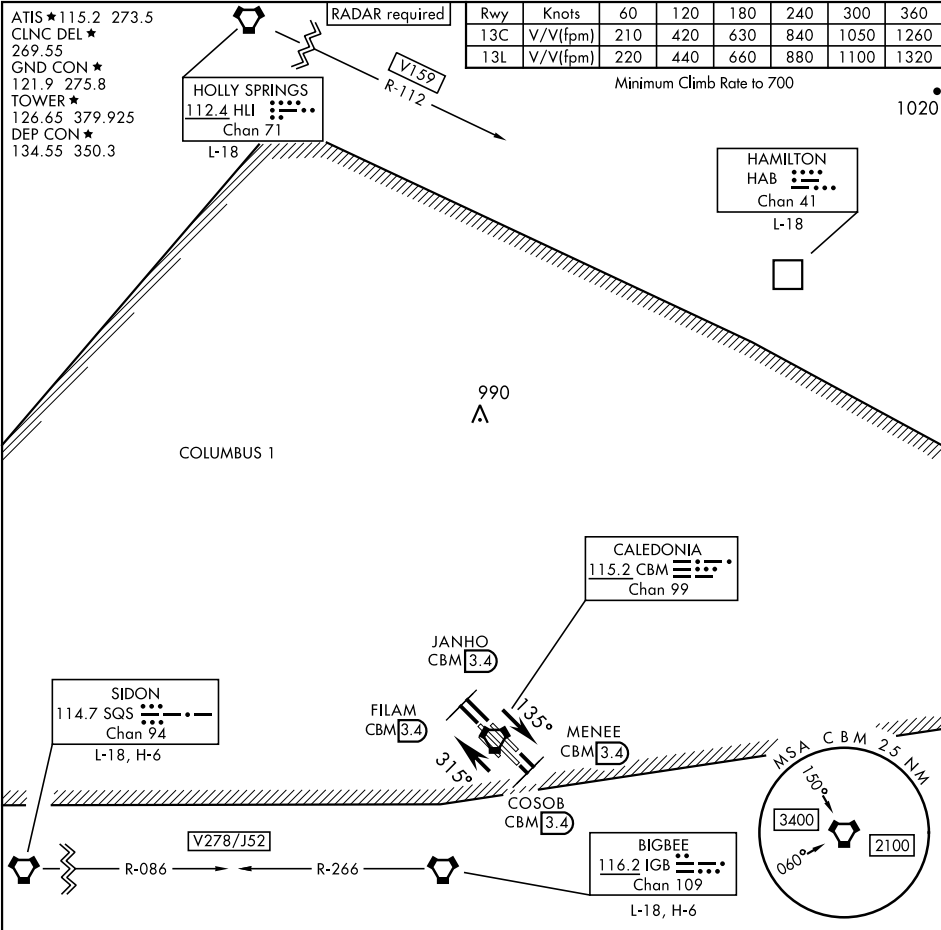 ATIS ★ 115.2 273.5
CLNC DEL ★
269.55
GND CON ★
121.9 275.8
TOWER ★
126.65 379.925
DEP CON ★
134.55 350.3
RADAR required
Rwy Knots 60 120 180 240 300 360
13C V/V(fpm) 210 420 630 840 1050 1260
13L V/V(fpm) 220 440 660 880 1100 1320
Minimum Climb Rate to 700
1020
HOLLY SPRINGS
112.4 HLI
Chan 71
L-18
V159
R-112
HAMILTON
HAB
Chan 41
L-18
990
COLUMBUS 1
CALEDONIA
115.2 CBM
Chan 99
JANHO
CBM 3.4
FILAM
CBM 3.4
135°
315°
MENEE
CBM 3.4
COSOB
CBM 3.4
SIDON
114.7 SQS
Chan 94
L-18, H-6
V278/J52
R-086
R-266
BIGBEE
116.2 IGB
Chan 109
L-18, H-6
MSA CBM 25 NM
150°
3400
060°
2100